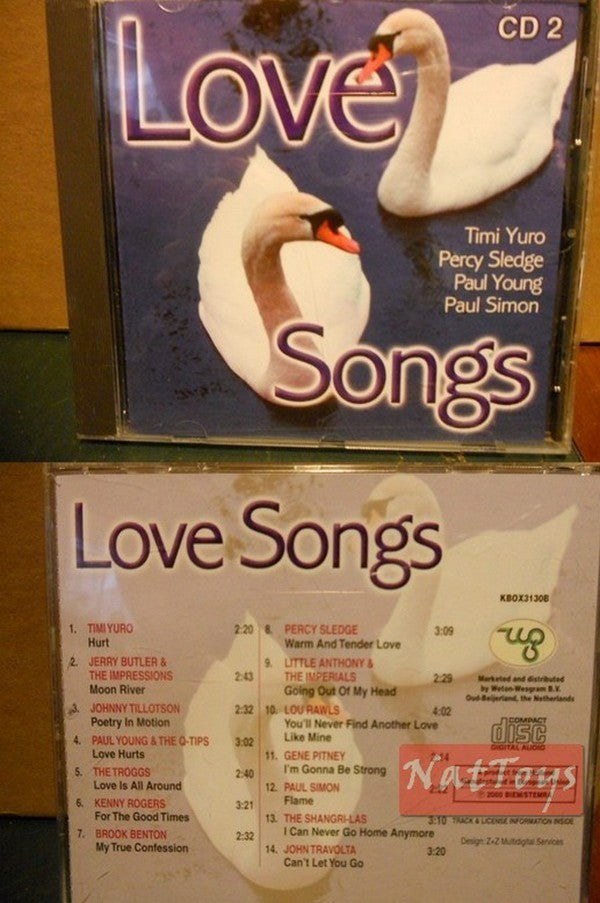 CD 2
Love
Timi Yuro
Percy Sledge
Paul Young
Paul Simon
Songs
Love Songs
KBOX3130B
1. TIMI YURO
Hurt 2:20
2. JERRY BUTLER &
THE IMPRESSIONS
Moon River 2:43
3. JOHNNY TILLOTSON
Poetry In Motion 2:32
4. PAUL YOUNG & THE Q-TIPS
Love Hurts 3:02
5. THE TROGGS
Love Is All Around 2:40
6. KENNY ROGERS
For The Good Times 3:21
7. BROOK BENTON
My True Confession 2:32
8. PERCY SLEDGE
Warm And Tender Love 3:09
9. LITTLE ANTHONY &
THE IMPERIALS
Going Out Of My Head 2:29
10. LOU RAWLS
You'll Never Find Another Love
Like Mine 4:02
11. GENE PITNEY
I'm Gonna Be Strong
12. PAUL SIMON
Flame
13. THE SHANGRI-LAS
I Can Never Go Home Anymore 3:10
14. JOHN TRAVOLTA
Can't Let You Go 3:20
Marketed and distributed
by Weton-Wesgram B.V.
Oud-Beijerland, the Netherlands
COMPACT
disc
DIGITAL AUDIO
NatToys
© 2000 BIEM/STEMRA
TRACK & LICENSE INFORMATION INSIDE
Design: Z+Z Multidigital Services